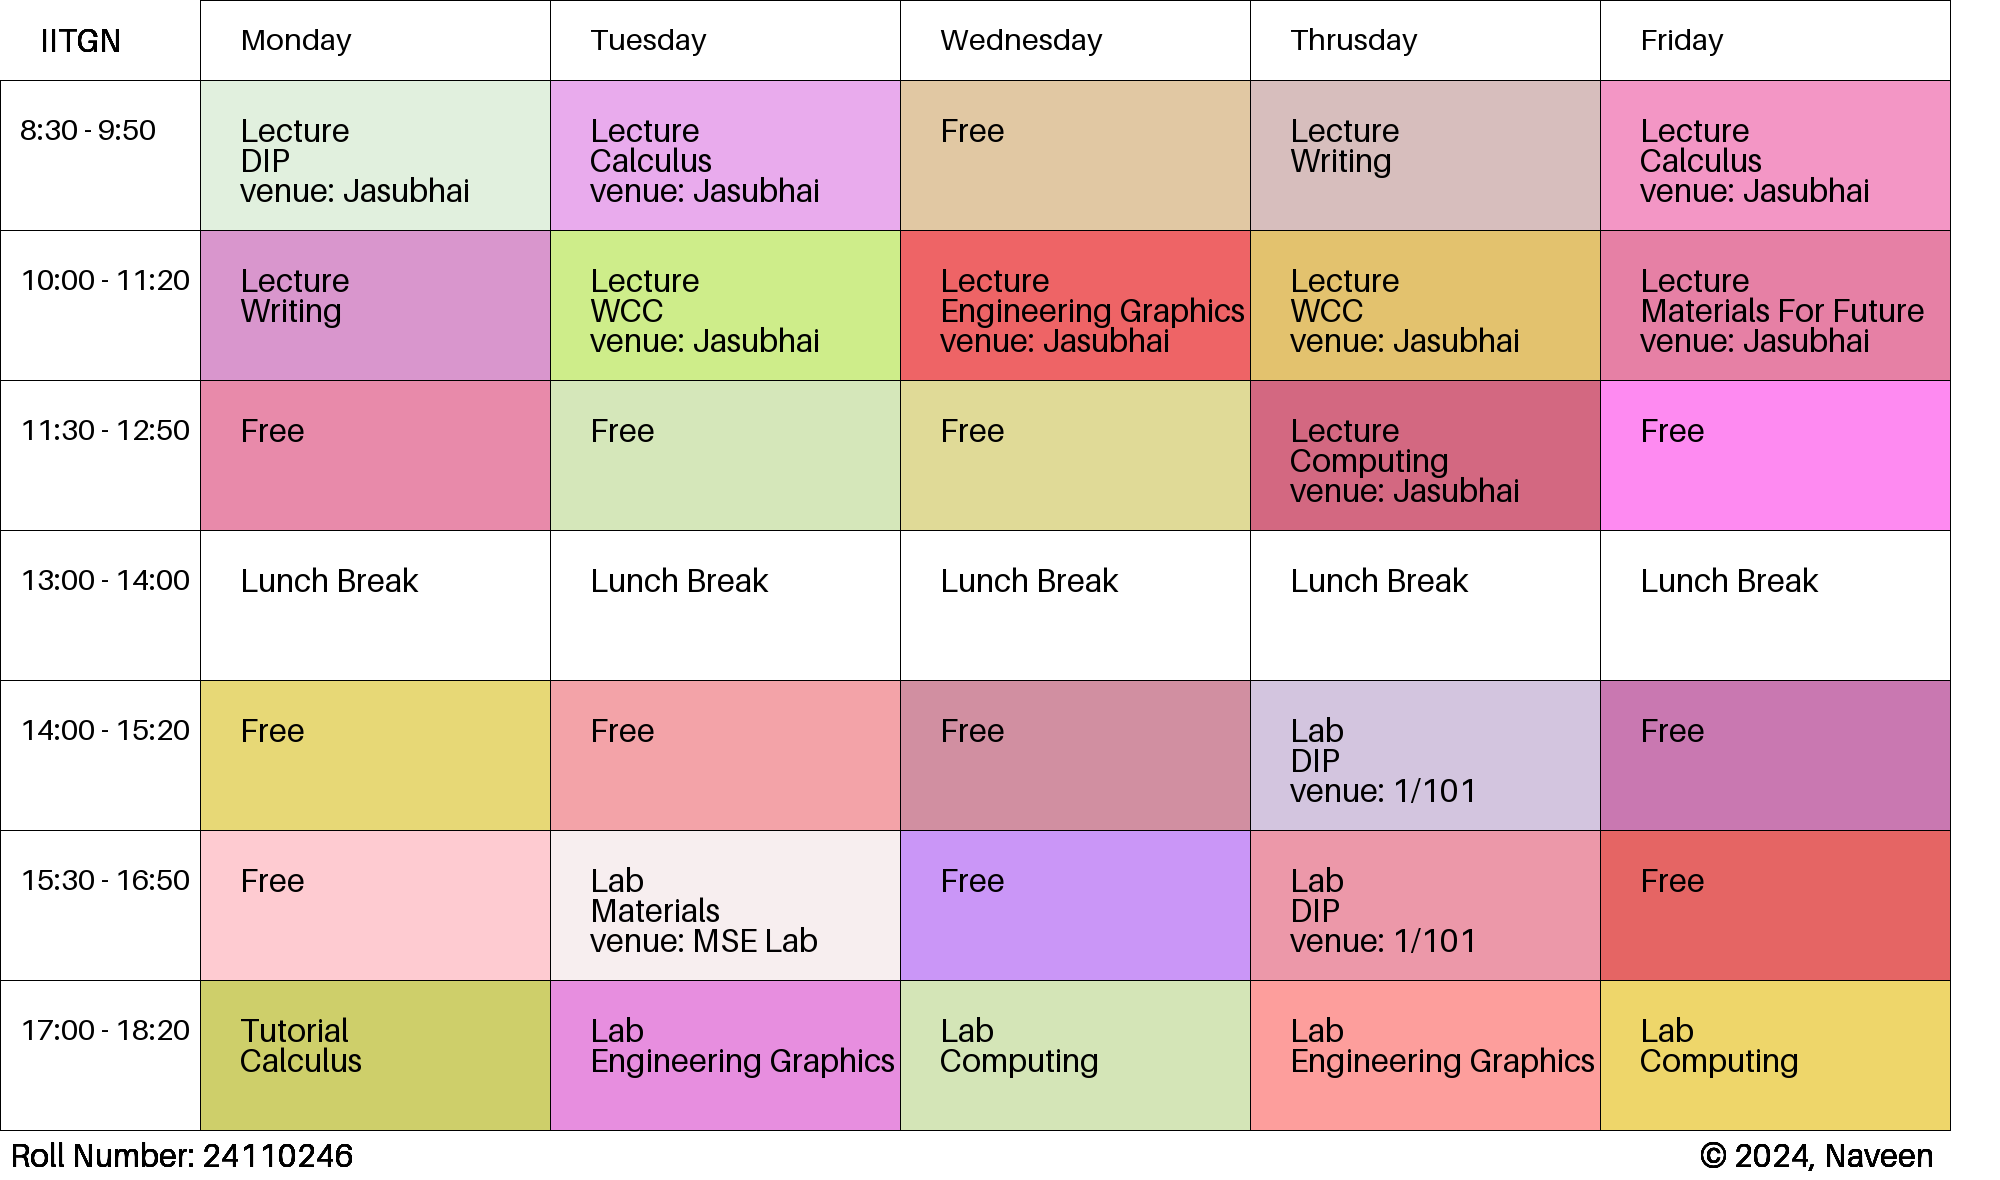 IITGN Monday Tuesday Wednesday Thrusday Friday
8:30 - 9:50
Lecture
DIP
venue: Jasubhai
Lecture
Calculus
venue: Jasubhai
Free
Lecture
Writing
Lecture
Calculus
venue: Jasubhai
10:00 - 11:20
Lecture
Writing
Lecture
WCC
venue: Jasubhai
Lecture
Engineering Graphics
venue: Jasubhai
Lecture
WCC
venue: Jasubhai
Lecture
Materials For Future
venue: Jasubhai
11:30 - 12:50
Free
Free
Free
Lecture
Computing
venue: Jasubhai
Free
13:00 - 14:00
Lunch Break
Lunch Break
Lunch Break
Lunch Break
Lunch Break
14:00 - 15:20
Free
Free
Free
Lab
DIP
venue: 1/101
Free
15:30 - 16:50
Free
Lab
Materials
venue: MSE Lab
Free
Lab
DIP
venue: 1/101
Free
17:00 - 18:20
Tutorial
Calculus
Lab
Engineering Graphics
Lab
Computing
Lab
Engineering Graphics
Lab
Computing
Roll Number: 24110246
© 2024, Naveen